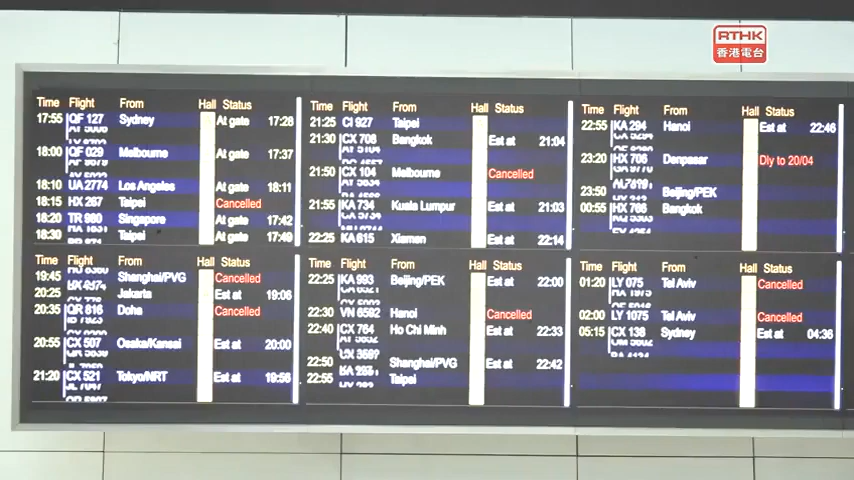 RTHK
香港電台
Time Flight From Hall Status
17:55 QF 127 Sydney At gate 17:28
18:00 QF 029 Melbourne At gate 17:37
18:10 UA 2774 Los Angeles At gate 18:11
18:15 HX 267 Taipei Cancelled
18:20 TR 980 Singapore At gate 17:42
18:30 Taipei At gate 17:49
Time Flight From Hall Status
21:25 CI 927 Taipei
21:30 CX 708 Bangkok Est at 21:04
21:50 CX 104 Melbourne Cancelled
21:55 KA 734 Kuala Lumpur Est at 21:03
22:25 KA 615 Xiamen Est at 22:14
Time Flight From Hall Status
22:55 KA 294 Hanoi Est at 22:46
23:20 HX 706 Denpasar Dly to 20/04
23:50 Beijing/PEK
00:55 HX 766 Bangkok
Time Flight From Hall Status
19:45 Shanghai/PVG Cancelled
20:25 Jakarta Est at 19:06
20:35 QR 816 Doha Cancelled
20:55 CX 507 Osaka/Kansai Est at 20:00
21:20 CX 521 Tokyo/NRT Est at 19:56
Time Flight From Hall Status
22:25 KA 993 Beijing/PEK Est at 22:00
22:30 VN 6592 Hanoi Cancelled
22:40 CX 764 Ho Chi Minh Est at 22:33
22:50 Shanghai/PVG Est at 22:42
22:55 Taipei
Time Flight From Hall Status
01:20 LY 075 Tel Aviv Cancelled
02:00 LY 1075 Tel Aviv Cancelled
05:15 CX 138 Sydney Est at 04:36